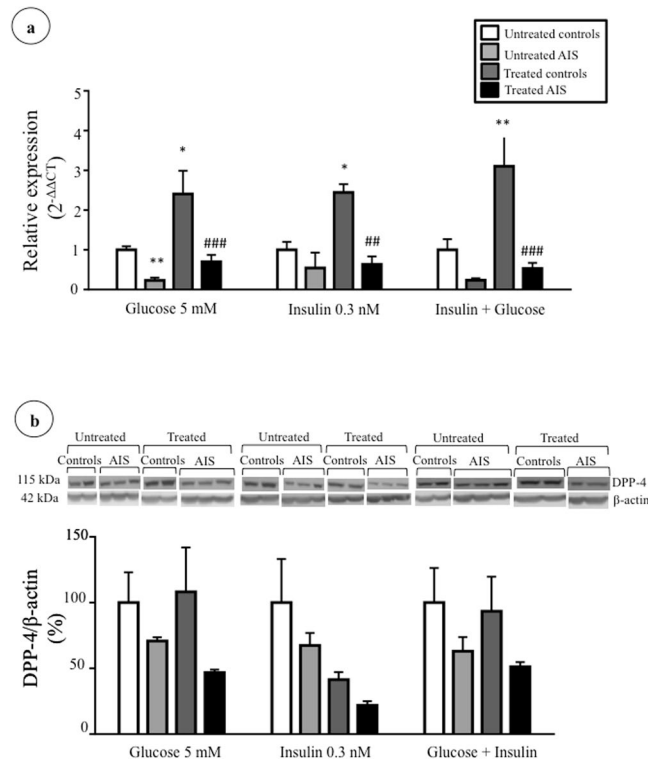 a
Untreated controls
Untreated AIS
Treated controls
Treated AIS
Relative expression
(2-ΔΔCT)
5
4
3
2
1
0
**
*
###
*
##
**
###
Glucose 5 mM
Insulin 0.3 nM
Insulin + Glucose
b
Untreated Treated Untreated Treated Untreated Treated
Controls AIS Controls AIS Controls AIS Controls AIS Controls AIS Controls AIS
115 kDa DPP-4
42 kDa β-actin
DPP-4/β-actin
(%)
150
100
50
0
Glucose 5 mM
Insulin 0.3 nM
Glucose + Insulin